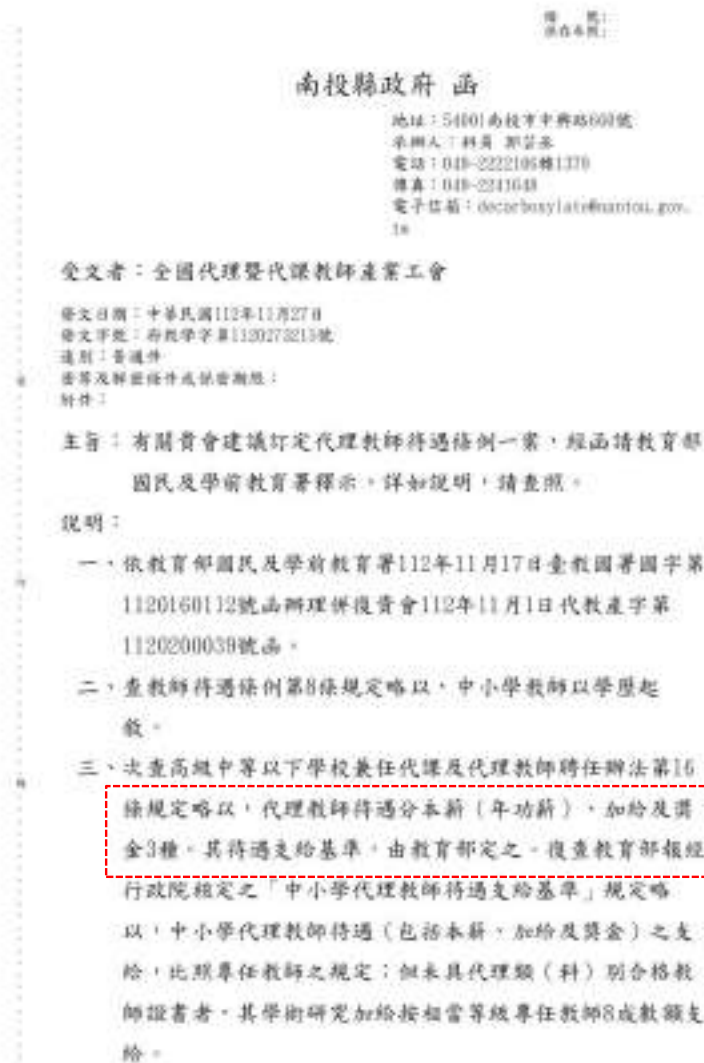 檔　　號：
保存年限：
南投縣政府 函
地址：54001南投市中興路660號
承辦人：科員
電話：049-2222106轉1370
傳真：049-2241649
電子信箱：decarboxylate@nantou.gov.
tw
受文者：全國代理暨代課教師產業工會
發文日期：中華民國112年11月27日
發文字號：府教學字第1120273215號
速別：普通件
密等及解密條件或保密期限：
附件：
主旨：有關貴會建議訂定代理教師待遇條例一案，經函請教育部
國民及學前教育署釋示，詳如說明，請查照。
說明：
一、依教育部國民及學前教育署112年11月17日臺教國署國字第
1120160112號函辦理併復貴會112年11月1日代教產字第
1120200039號函。
二、查教師待遇條例第8條規定略以，中小學教師以學歷起
敘。
三、次查高級中等以下學校兼任代課及代理教師聘任辦法第16
條規定略以，代理教師待遇分本薪（年功薪）、加給及獎
金3種。其待遇支給基準，由教育部定之。復查教育部報經
行政院核定之「中小學代理教師待遇支給基準」規定略
以，中小學代理教師待遇（包括本薪、加給及獎金）之支
給，比照專任教師之規定；但未具代理類（科）別合格教
師證書者，其學術研究加給按相當等級專任教師8成數額支
給。